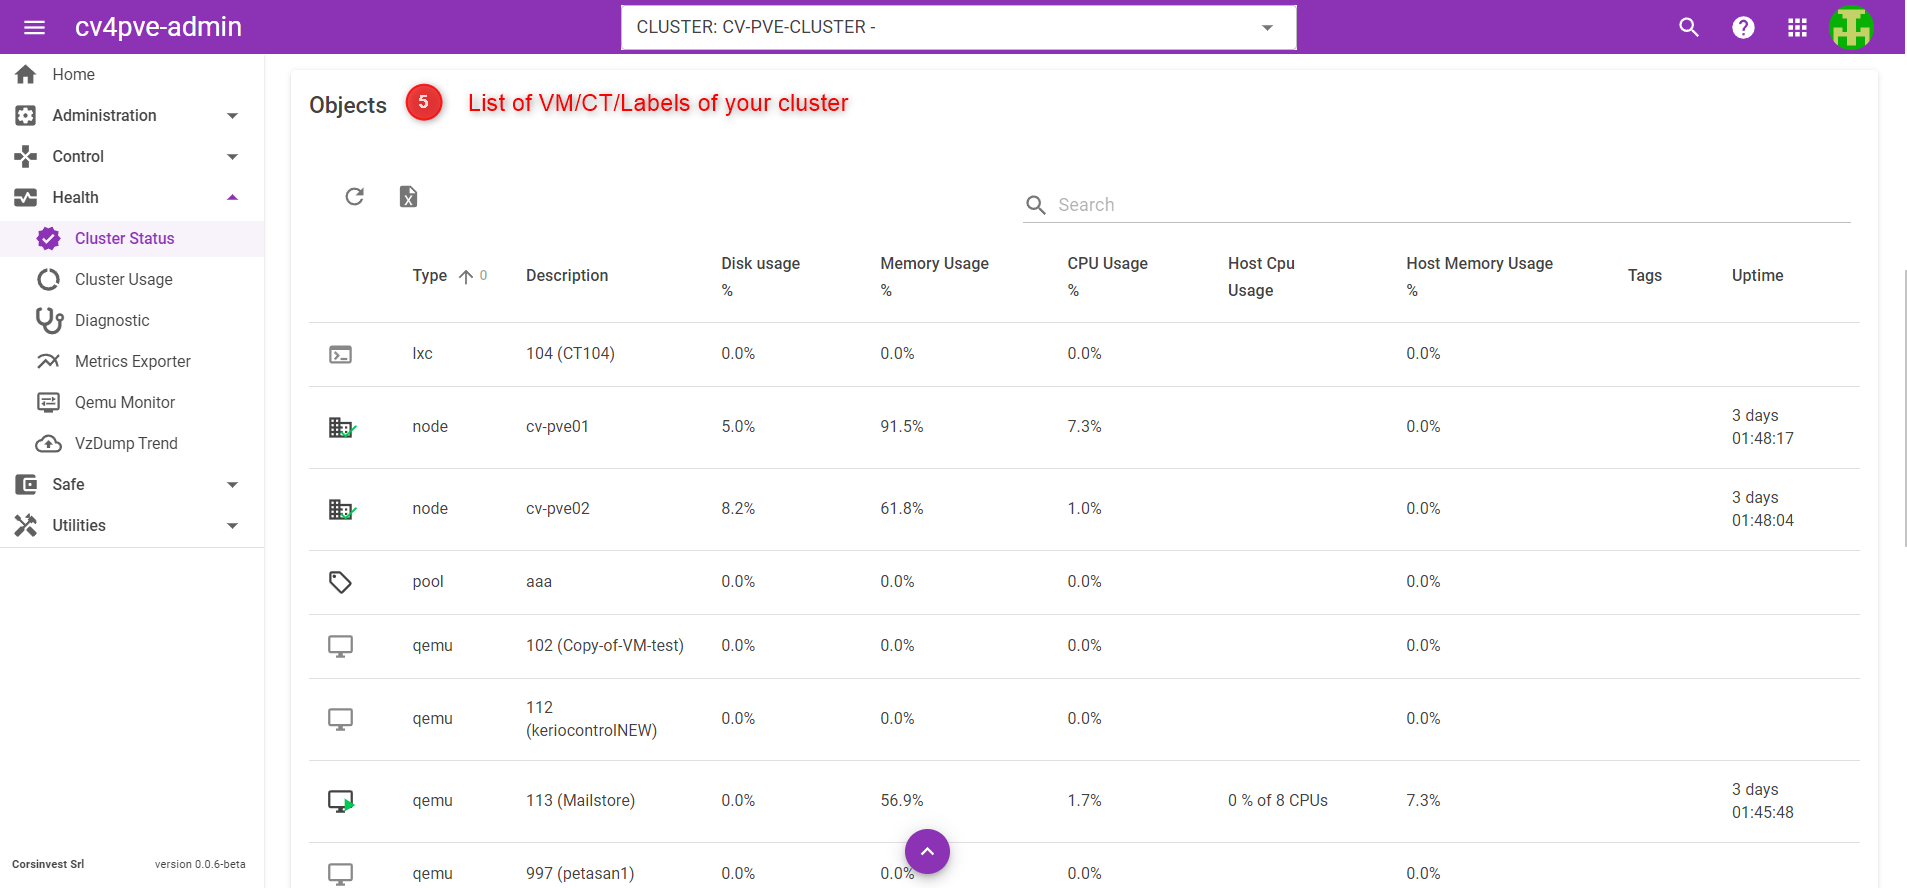 cv4pve-admin
CLUSTER: CV-PVE-CLUSTER -
Home
Administration
Control
Health
Cluster Status
Cluster Usage
Diagnostic
Metrics Exporter
Qemu Monitor
VzDump Trend
Safe
Utilities
Corsinvest Srl version 0.0.6-beta
Objects 5 List of VM/CT/Labels of your cluster
Search
Type 0 Description Disk usage % Memory Usage % CPU Usage % Host Cpu Usage Host Memory Usage % Tags Uptime
lxc 104 (CT104) 0.0% 0.0% 0.0% 0.0%
node cv-pve01 5.0% 91.5% 7.3% 0.0% 3 days 01:48:17
node cv-pve02 8.2% 61.8% 1.0% 0.0% 3 days 01:48:04
pool aaa 0.0% 0.0% 0.0% 0.0%
qemu 102 (Copy-of-VM-test) 0.0% 0.0% 0.0% 0.0%
qemu 112 (keriocontrolNEW) 0.0% 0.0% 0.0% 0.0%
qemu 113 (Mailstore) 0.0% 56.9% 1.7% 0 % of 8 CPUs 7.3% 3 days 01:45:48
qemu 997 (petasan1) 0.0% 0.0% 0.0% 0.0%